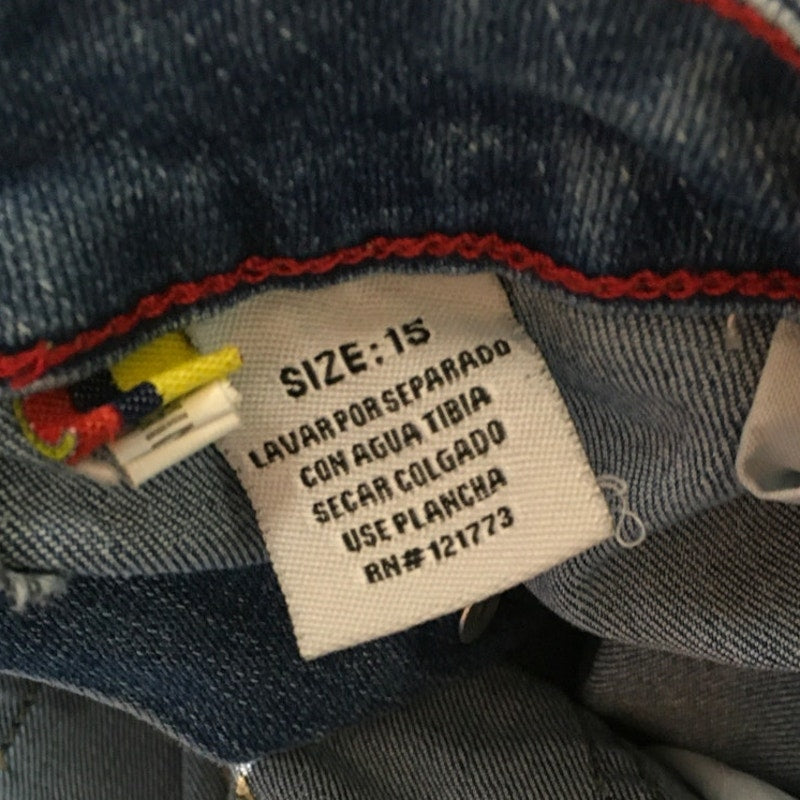 SIZE: 15
LAVAR POR SEPARADO
CON AGUA TIBIA
SECAR COLGADO
USE PLANCHA
RN#121773